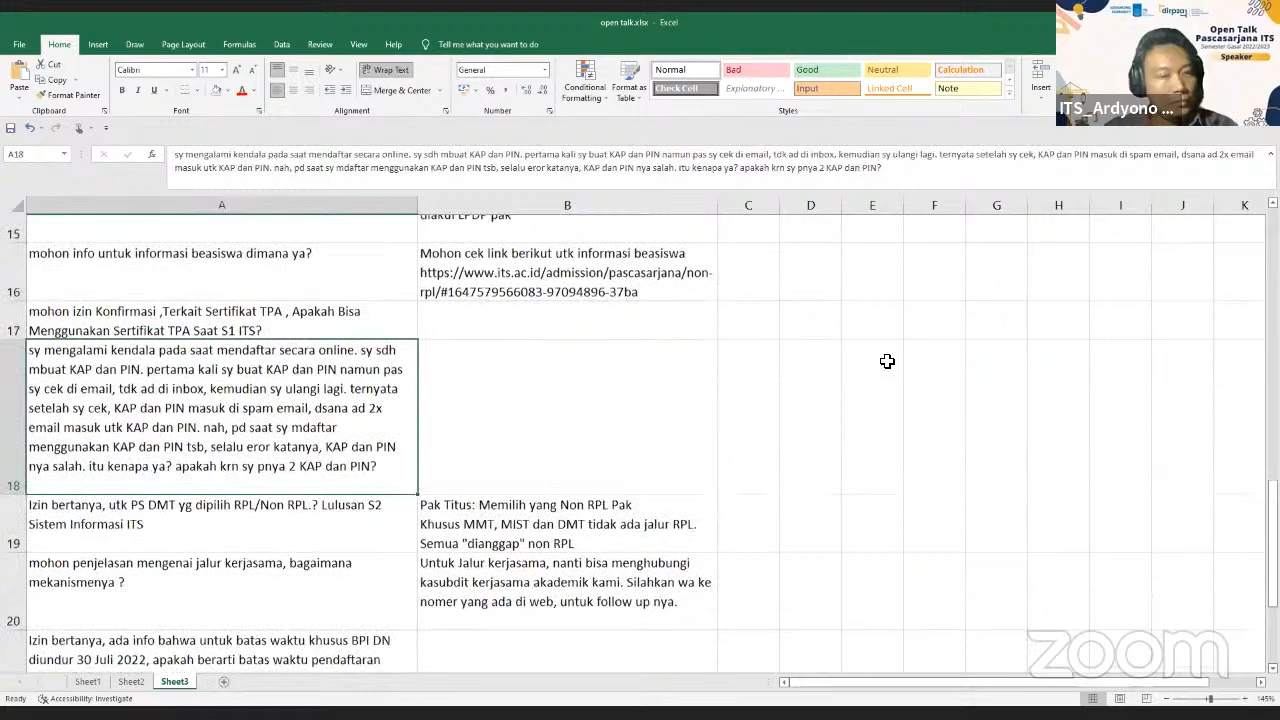 open talk.xlsx - Excel
File Home Insert Draw Page Layout Formulas Data Review View Help Tell me what you want to do
Cut
Copy
Format Painter
Paste
Calibri 11
Wrap Text
Merge & Center
General
Conditional Formatting
Format as Table
Normal Bad Good Neutral Calculation
Check Cell Explanatory ... Input Linked Cell Note
Insert
Clipboard Font Alignment Number Styles
ADVANCING HUMANITY
dirpasq
Open Talk
Pascasarjana ITS
Semester Gasal 2022/2023
Speaker
ITS_Ardyono ...
A18
sy mengalami kendala pada saat mendaftar secara online. sy sdh mbuat KAP dan PIN. pertama kali sy buat KAP dan PIN namun pas sy cek di email, tdk ad di inbox, kemudian sy ulangi lagi. ternyata setelah sy cek, KAP dan PIN masuk di spam email, dsana ad 2x email
masuk utk KAP dan PIN. nah, pd saat sy mdaftar menggunakan KAP dan PIN tsb, selalu eror katanya, KAP dan PIN nya salah. itu kenapa ya? apakah krn sy pnya 2 KAP dan PIN?
A B C D E F G H I J K
diakui LPDP pak
15
mohon info untuk informasi beasiswa dimana ya?
Mohon cek link berikut utk informasi beasiswa
https://www.its.ac.id/admission/pascasarjana/non-
rpl/#1647579566083-97094896-37ba
16
mohon izin Konfirmasi ,Terkait Sertifikat TPA , Apakah Bisa
Menggunakan Sertifikat TPA Saat S1 ITS?
17
sy mengalami kendala pada saat mendaftar secara online. sy sdh
mbuat KAP dan PIN. pertama kali sy buat KAP dan PIN namun pas
sy cek di email, tdk ad di inbox, kemudian sy ulangi lagi. ternyata
setelah sy cek, KAP dan PIN masuk di spam email, dsana ad 2x
email masuk utk KAP dan PIN. nah, pd saat sy mdaftar
menggunakan KAP dan PIN tsb, selalu eror katanya, KAP dan PIN
nya salah. itu kenapa ya? apakah krn sy pnya 2 KAP dan PIN?
18
Izin bertanya, utk PS DMT yg dipilih RPL/Non RPL.? Lulusan S2
Sistem Informasi ITS
Pak Titus: Memilih yang Non RPL Pak
Khusus MMT, MIST dan DMT tidak ada jalur RPL.
Semua "dianggap" non RPL
19
mohon penjelasan mengenai jalur kerjasama, bagaimana
mekanismenya ?
Untuk Jalur kerjasama, nanti bisa menghubungi
kasubdit kerjasama akademik kami. Silahkan wa ke
nomer yang ada di web, untuk follow up nya.
20
Izin bertanya, ada info bahwa untuk batas waktu khusus BPI DN
diundur 30 Juli 2022, apakah berarti batas waktu pendaftaran
zoom
Sheet1 Sheet2 Sheet3
Ready Accessibility: Investigate 145%